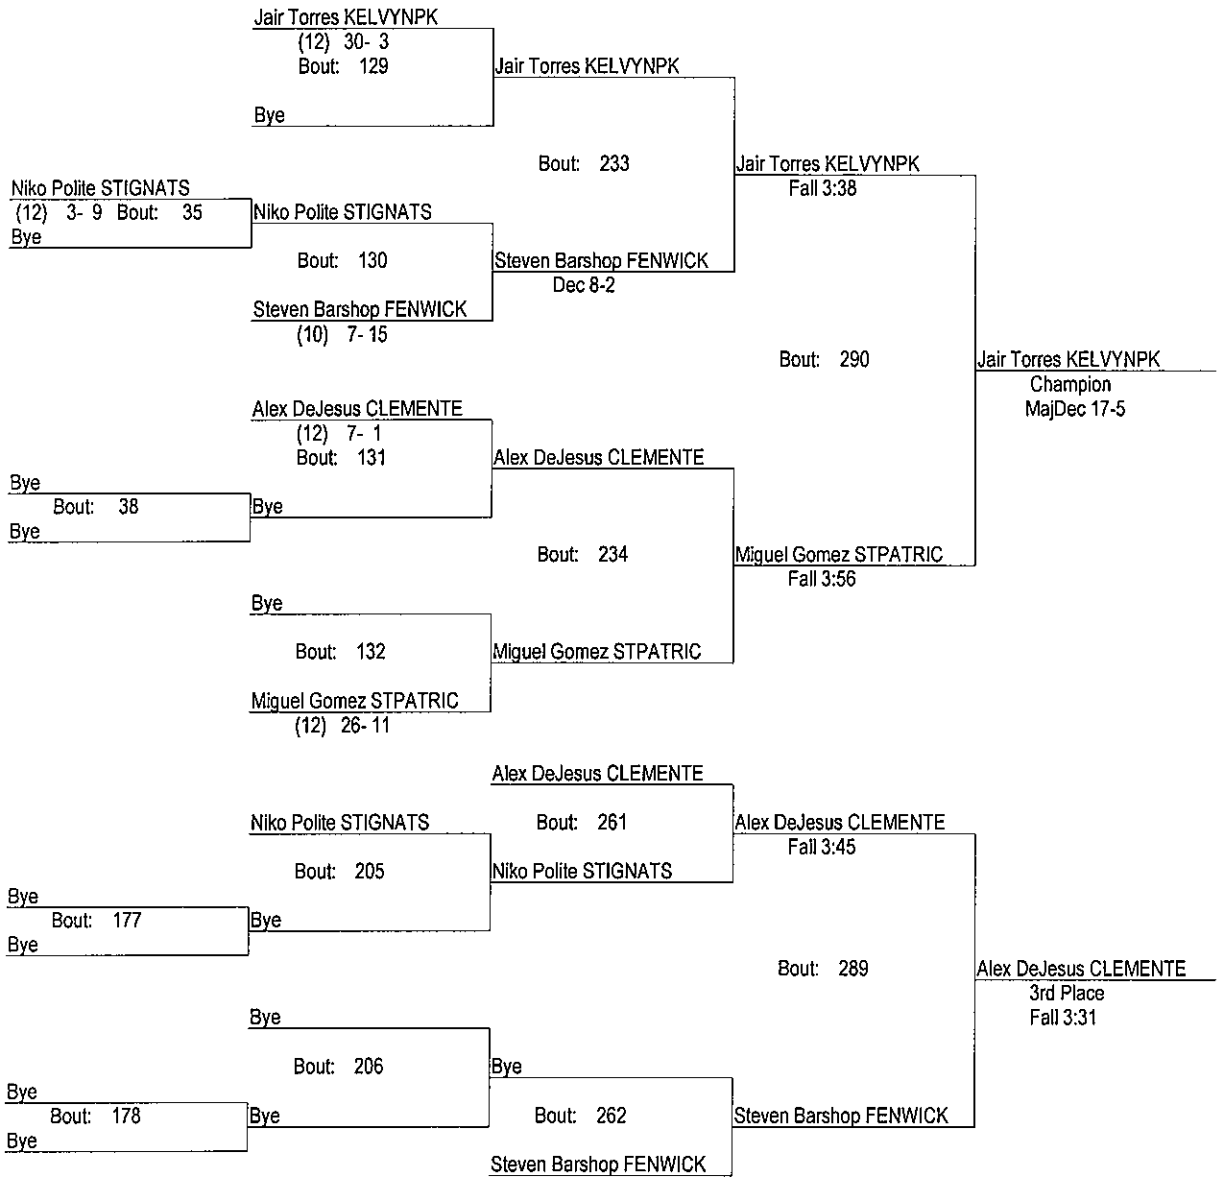 Jair Torres KELVYNPK
(12) 30- 3
Bout: 129
Jair Torres KELVYNPK
Bye
Bout: 233
Jair Torres KELVYNPK
Fall 3:38
Niko Polite STIGNATS
(12) 3- 9 Bout: 35
Niko Polite STIGNATS
Bye
Bout: 130
Steven Barshop FENWICK
Dec 8-2
Steven Barshop FENWICK
(10) 7- 15
Bout: 290
Jair Torres KELVYNPK
Champion
MajDec 17-5
Alex DeJesus CLEMENTE
(12) 7- 1
Bout: 131
Alex DeJesus CLEMENTE
Bye
Bout: 38
Bye
Bye
Bout: 234
Miguel Gomez STPATRIC
Fall 3:56
Bye
Bout: 132
Miguel Gomez STPATRIC
Miguel Gomez STPATRIC
(12) 26- 11
Alex DeJesus CLEMENTE
Niko Polite STIGNATS
Bout: 261
Alex DeJesus CLEMENTE
Fall 3:45
Bout: 205
Niko Polite STIGNATS
Bye
Bout: 177
Bye
Bye
Bout: 289
Alex DeJesus CLEMENTE
3rd Place
Fall 3:31
Bye
Bout: 206
Bye
Bye
Bout: 178
Bye
Bout: 262
Steven Barshop FENWICK
Bye
Steven Barshop FENWICK